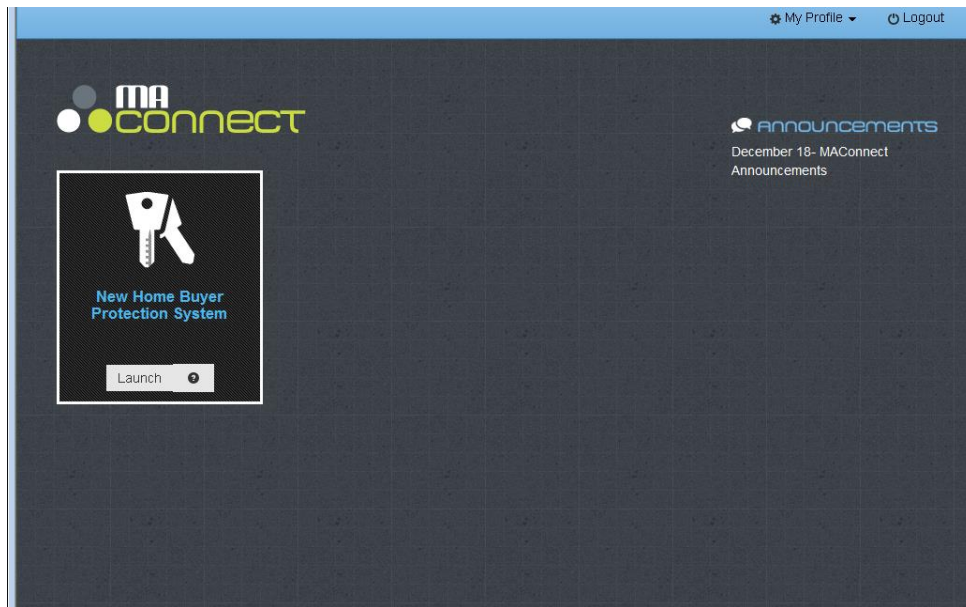 My Profile Logout
MA
connect
Announcements
December 18- MAConnect
Announcements
New Home Buyer
Protection System
Launch ?